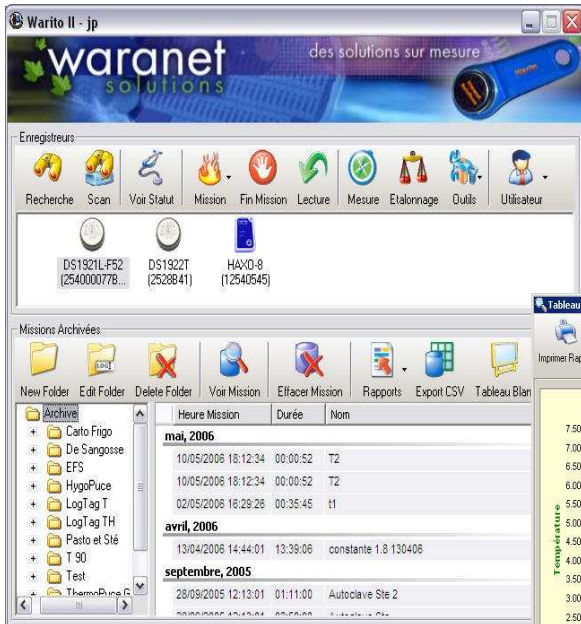 Warito II - jp
waranet
solutions
des solutions sur mesure
Enregistreurs
Recherche Scan Voir Statut Mission Fin Mission Lecture Mesure Etalonnage Outils Utilisateur
DS1921L-F52 DS1922T HAXO-8
(254000077B... (2528B41) (12540545)
Tableau
Missions Archivées
Imprimer Rap
New Folder Edit Folder Delete Folder Voir Mission Effacer Mission Rapports Export CSV Tableau Blan
Archive
Heure Mission Durée Nom
Carto Frigo
De Sangosse
EFS
HygoPuce
LogTag T
LogTag TH
Pasto et Sté
T 90
Test
ThermoPuce G
mai, 2006
10/05/2006 18:12:34 00:00:52 T2
10/05/2006 18:12:34 00:00:52 T2
02/05/2006 16:29:26 00:35:45 t1
avril, 2006
13/04/2006 14:44:01 13:39:06 constante 1.8 130406
septembre, 2005
28/09/2005 12:13:01 01:11:00 Autoclave Ste 2
Température
7.50
7.00
6.50
6.00
5.50
5.00
4.50
4.00
3.50
3.00
2.50